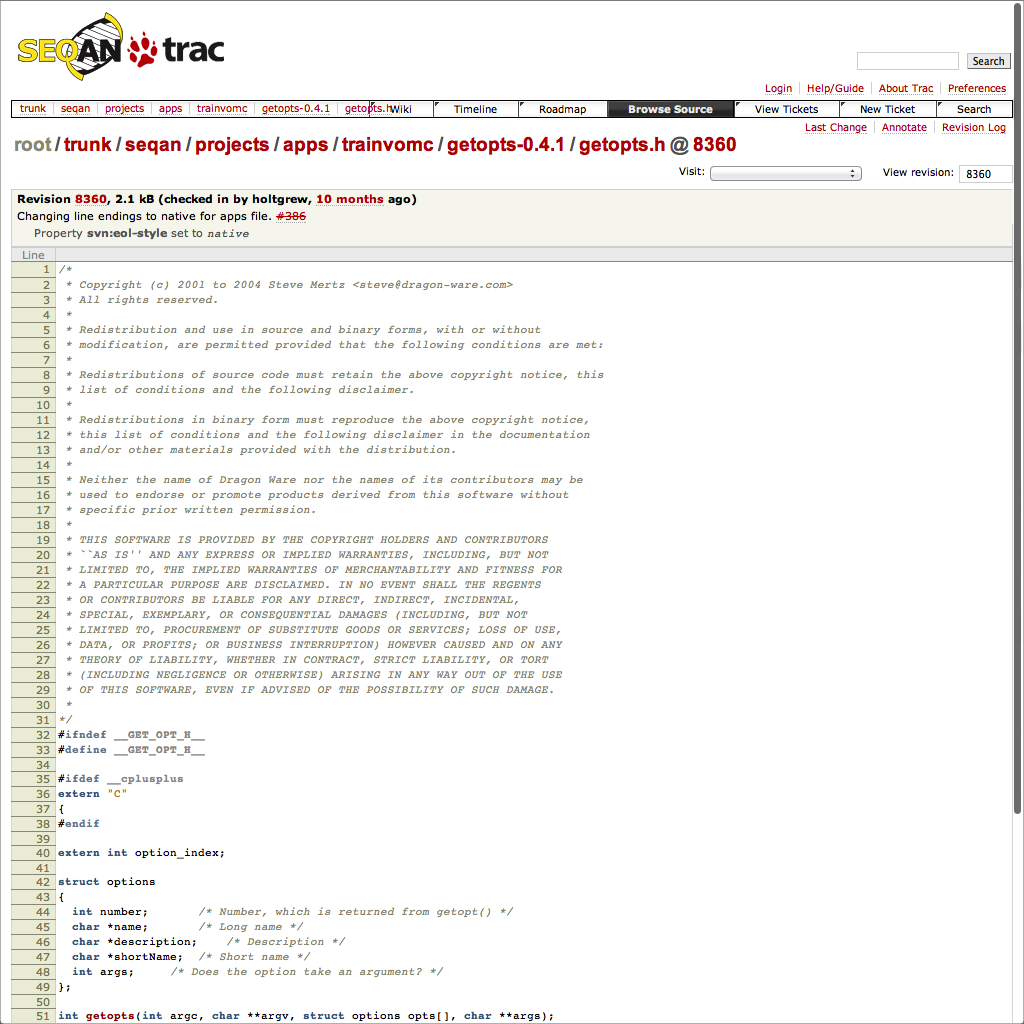 SEQAN trac
Search
Login Help/Guide About Trac Preferences
trunk seqan projects apps trainvomc getopts-0.4.1 getopts.h Wiki Timeline Roadmap Browse Source View Tickets New Ticket Search
Last Change Annotate Revision Log
root/trunk/seqan/projects/apps/trainvomc/getopts-0.4.1/getopts.h @ 8360
Visit: View revision: 8360
Revision 8360, 2.1 kB (checked in by holtgrew, 10 months ago)
Changing line endings to native for apps file. #386
Property svn:eol-style set to native
Line
1 /*
2  * Copyright (c) 2001 to 2004 Steve Mertz <steve@dragon-ware.com>
3  * All rights reserved.
4  *
5  * Redistribution and use in source and binary forms, with or without
6  * modification, are permitted provided that the following conditions are met:
7  *
8  * Redistributions of source code must retain the above copyright notice, this
9  * list of conditions and the following disclaimer.
10  *
11  * Redistributions in binary form must reproduce the above copyright notice,
12  * this list of conditions and the following disclaimer in the documentation
13  * and/or other materials provided with the distribution.
14  *
15  * Neither the name of Dragon Ware nor the names of its contributors may be
16  * used to endorse or promote products derived from this software without
17  * specific prior written permission.
18  *
19  * THIS SOFTWARE IS PROVIDED BY THE COPYRIGHT HOLDERS AND CONTRIBUTORS
20  * ``AS IS'' AND ANY EXPRESS OR IMPLIED WARRANTIES, INCLUDING, BUT NOT
21  * LIMITED TO, THE IMPLIED WARRANTIES OF MERCHANTABILITY AND FITNESS FOR
22  * A PARTICULAR PURPOSE ARE DISCLAIMED. IN NO EVENT SHALL THE REGENTS
23  * OR CONTRIBUTORS BE LIABLE FOR ANY DIRECT, INDIRECT, INCIDENTAL,
24  * SPECIAL, EXEMPLARY, OR CONSEQUENTIAL DAMAGES (INCLUDING, BUT NOT
25  * LIMITED TO, PROCUREMENT OF SUBSTITUTE GOODS OR SERVICES; LOSS OF USE,
26  * DATA, OR PROFITS; OR BUSINESS INTERRUPTION) HOWEVER CAUSED AND ON ANY
27  * THEORY OF LIABILITY, WHETHER IN CONTRACT, STRICT LIABILITY, OR TORT
28  * (INCLUDING NEGLIGENCE OR OTHERWISE) ARISING IN ANY WAY OUT OF THE USE
29  * OF THIS SOFTWARE, EVEN IF ADVISED OF THE POSSIBILITY OF SUCH DAMAGE.
30  *
31 */
32 #ifndef __GET_OPT_H__
33 #define __GET_OPT_H__
34
35 #ifdef __cplusplus
36 extern "C"
37 {
38 #endif
39
40 extern int option_index;
41
42 struct options
43 {
44   int number; /* Number, which is returned from getopt() */
45   char *name; /* Long name */
46   char *description; /* Description */
47   char *shortName; /* Short name */
48   int args; /* Does the option take an argument? */
49 };
50
51 int getopts(int argc, char **argv, struct options opts[], char **args);